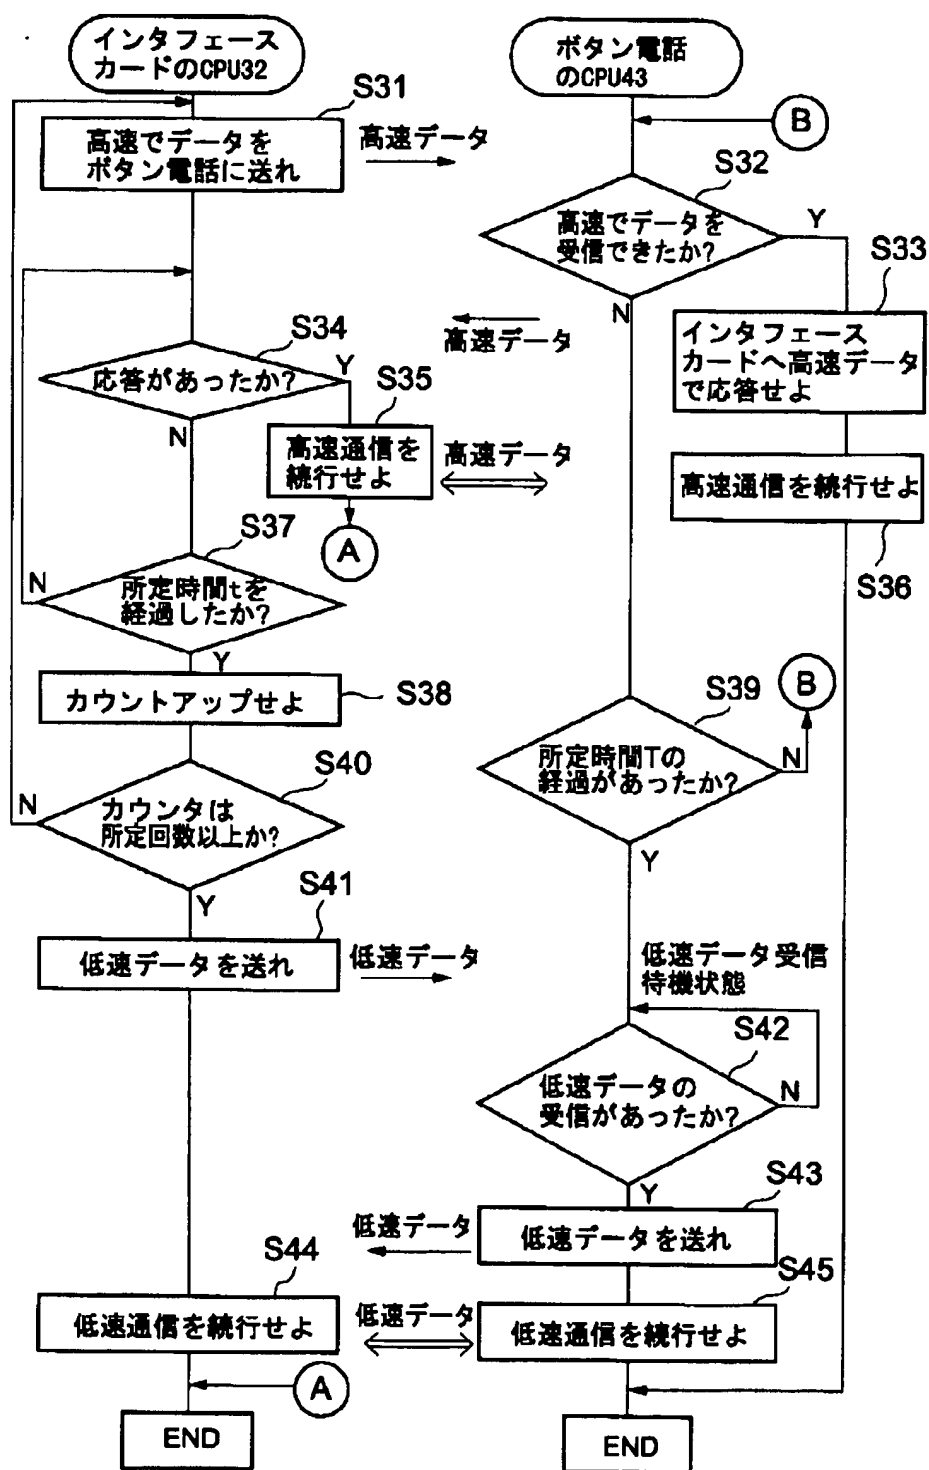 インタフェース
カードのCPU32
S31
高速でデータを
ボタン電話に送れ
高速データ
S34
応答があったか?
Y
N
S35
高速通信を
続行せよ
高速データ
高速データ
A
S37
所定時間tを
経過したか?
N
Y
カウントアップせよ
S38
S40
カウンタは
所定回数以上か?
N
Y
S41
低速データを送れ
低速データ
S44
低速通信を続行せよ
A
END
ボタン電話
のCPU43
B
S32
高速でデータを
受信できたか?
Y
N
S33
インタフェース
カードへ高速データ
で応答せよ
高速通信を続行せよ
S36
S39
B
所定時間Tの
経過があったか?
N
Y
低速データ受信
待機状態
S42
低速データの
受信があったか?
N
Y
S43
低速データ
低速データを送れ
S45
低速データ
低速通信を続行せよ
END